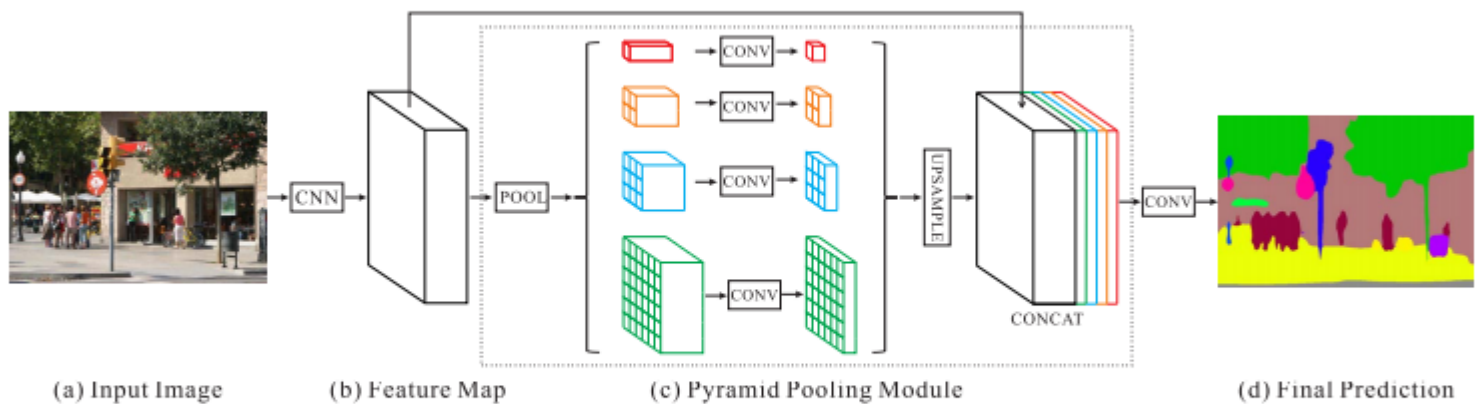 CNN
POOL
CONV
CONV
CONV
CONV
UPSAMPLE
CONCAT
CONV
(a) Input Image
(b) Feature Map
(c) Pyramid Pooling Module
(d) Final Prediction